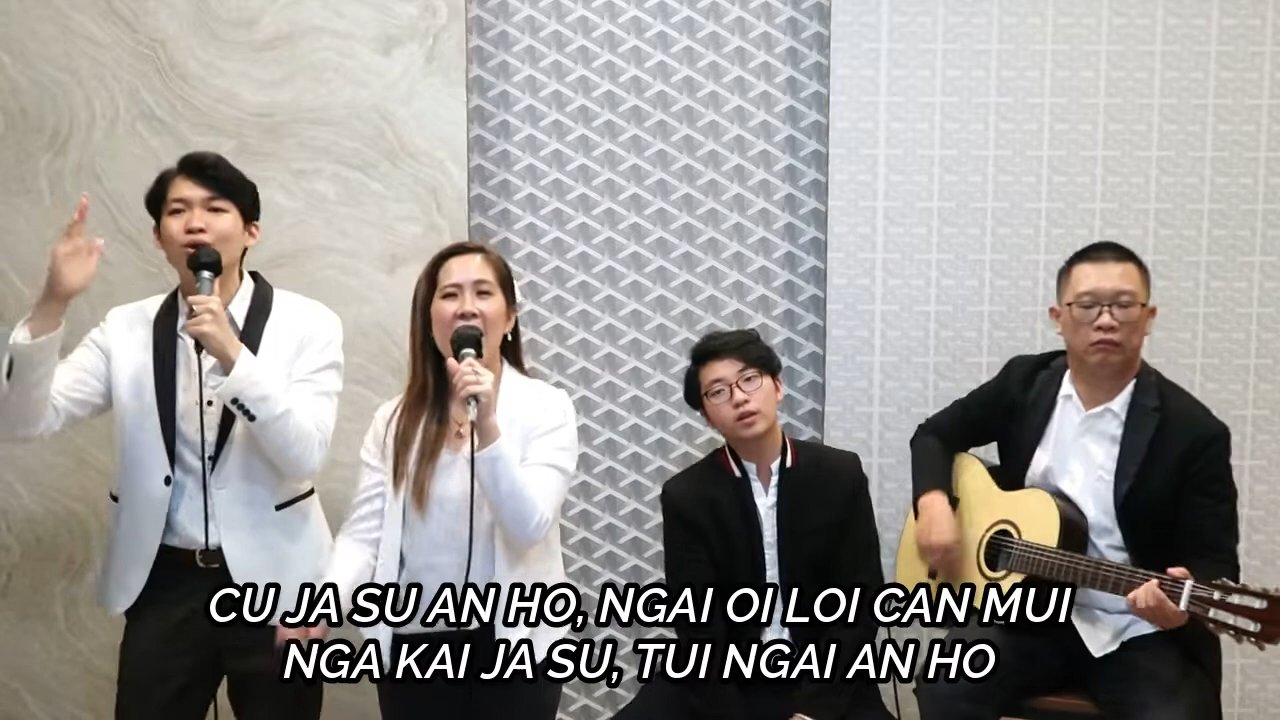 CU JA SU AN HO, NGAI OI LOI CAN MUI
NGA KAI JA SU, TUI NGAI AN HO